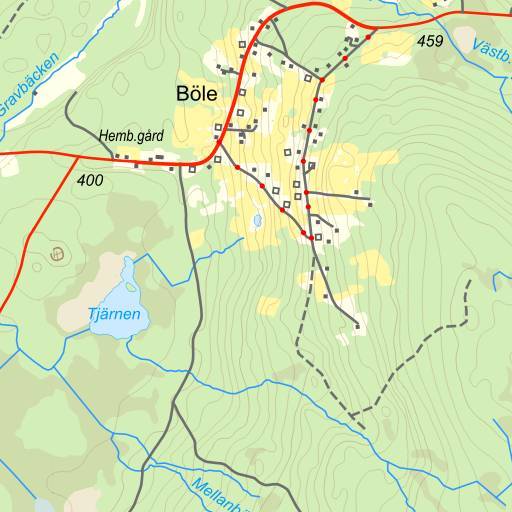 459
Västb
Gravbäcken
Böle
Hemb.gård
400
Tjärnen
Mellanb